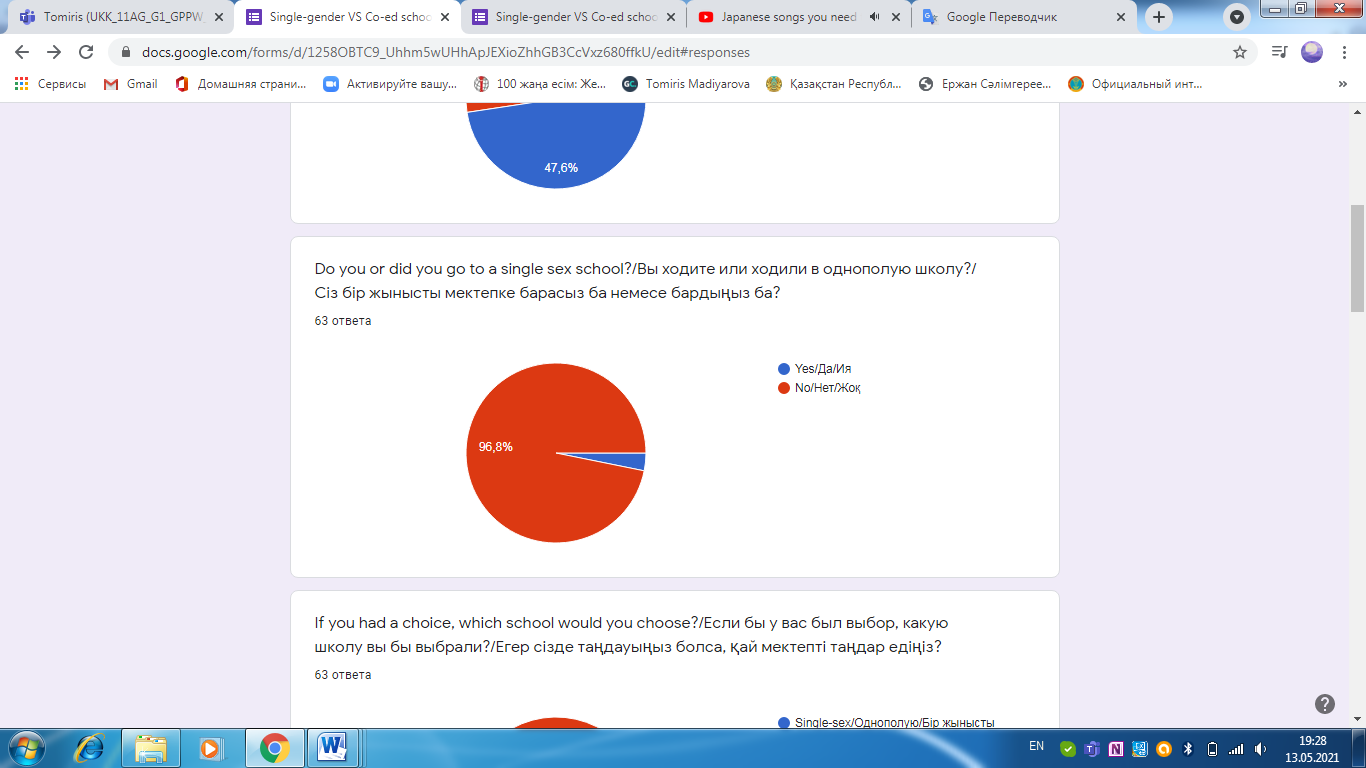 Tomiris (UKK_11AG_G1_GPPW_
Single-gender VS Co-ed schoo
Single-gender VS Co-ed schoo
Japanese songs you need
Google Переводчик
docs.google.com/forms/d/1258OBTC9_Uhhm5wUHhApJEXioZhhGB3CcVxz680ffkU/edit#responses
Сервисы
Gmail
Домашняя страни...
Активируйте вашу...
100 жаңа есім: Же...
Tomiris Madiyarova
Қазақстан Республ...
Ержан Сәлімгерее...
Официальный инт...
»
47,6%
Do you or did you go to a single sex school?/Вы ходите или ходили в однополую школу?/
Сіз бір жынысты мектепке барасыз ба немесе бардыңыз ба?
63 ответа
Yes/Да/Ия
No/Нет/Жоқ
96,8%
If you had a choice, which school would you choose?/Если бы у вас был выбор, какую
школу вы бы выбрали?/Егер сізде таңдауыңыз болса, қай мектепті таңдар едіңіз?
63 ответа
Single-sex/Однополую/Бір жынысты
EN
19:28
13.05.2021